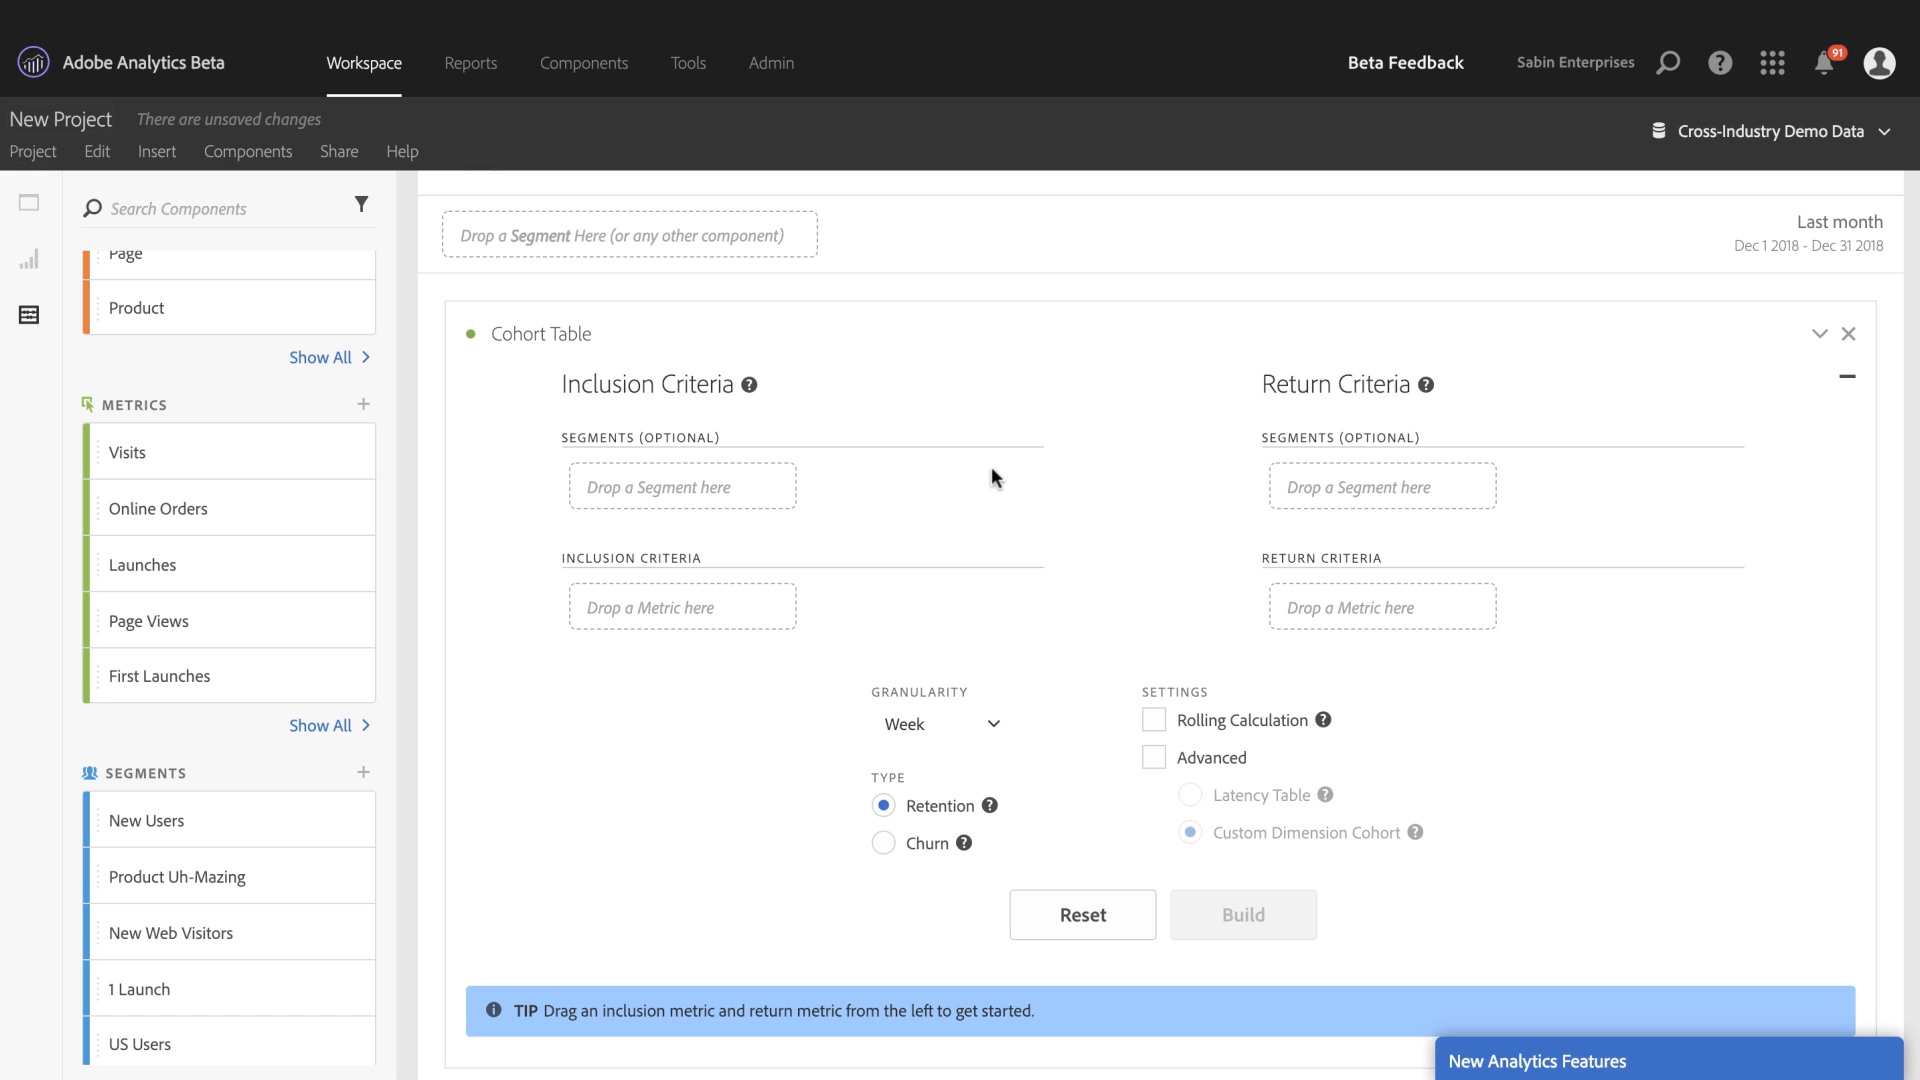 Adobe Analytics Beta
Workspace
Reports
Components
Tools
Admin
Beta Feedback
Sabin Enterprises
91
New Project
There are unsaved changes
Project
Edit
Insert
Components
Share
Help
Cross-Industry Demo Data
Search Components
Page
Product
Show All
METRICS
Visits
Online Orders
Launches
Page Views
First Launches
Show All
SEGMENTS
New Users
Product Uh-Mazing
New Web Visitors
1 Launch
US Users
Drop a Segment Here (or any other component)
Last month
Dec 1 2018 - Dec 31 2018
Cohort Table
Inclusion Criteria
SEGMENTS (OPTIONAL)
Drop a Segment here
INCLUSION CRITERIA
Drop a Metric here
Return Criteria
SEGMENTS (OPTIONAL)
Drop a Segment here
RETURN CRITERIA
Drop a Metric here
GRANULARITY
Week
TYPE
Retention
Churn
SETTINGS
Rolling Calculation
Advanced
Latency Table
Custom Dimension Cohort
Reset
Build
TIP Drag an inclusion metric and return metric from the left to get started.
New Analytics Features